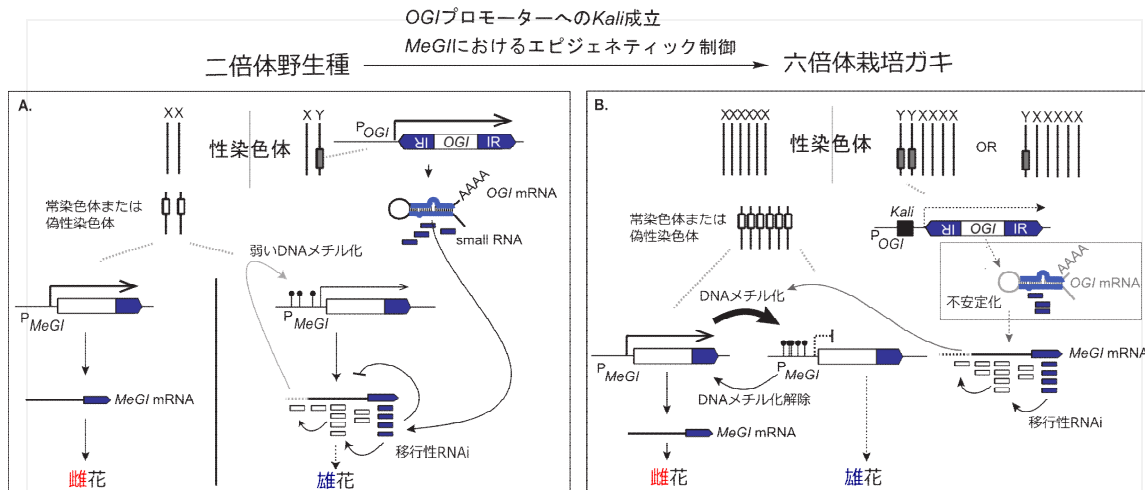 OGIプロモーターへのKali成立
MeGIにおけるエピジェネティック制御
二倍体野生種
六倍体栽培ガキ
A.
XX
性染色体
X Y
POGI
IR OGI IR
AAAA
OGI mRNA
small RNA
常染色体または
偽性染色体
弱いDNAメチル化
PMeGI
PMeGI
MeGI mRNA
移行性RNAi
雌花
雄花
B.
XXXXXX
性染色体
YYXXXX
OR
YXXXXX
常染色体または
偽性染色体
Kali
POGI
IR OGI IR
AAAA
OGI mRNA
不安定化
DNAメチル化
PMeGI
PMeGI
DNAメチル化解除
MeGI mRNA
移行性RNAi
MeGI mRNA
雌花
雄花